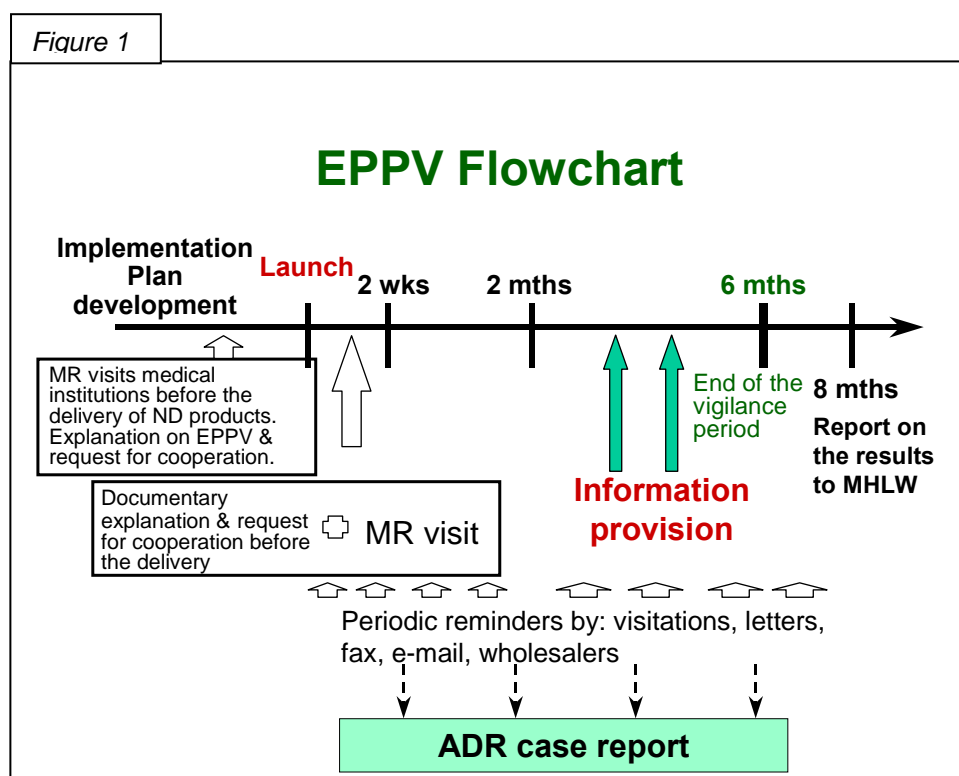 Figure 1
EPPV Flowchart
Implementation
Plan
development
Launch
2 wks
2 mths
6 mths
MR visits medical
institutions before the
delivery of ND products.
Explanation on EPPV &
request for cooperation.
End of the
vigilance
period
8 mths
Report on
the results
to MHLW
Documentary
explanation & request
for cooperation before
the delivery
MR visit
Information
provision
Periodic reminders by: visitations, letters,
fax, e-mail, wholesalers
ADR case report